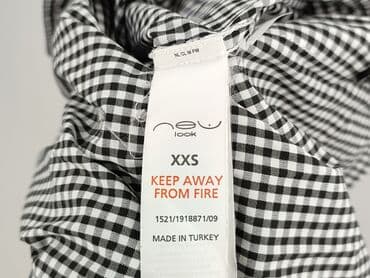 new
look
XXS
KEEP AWAY
FROM FIRE
1521/1918871/09
MADE IN TURKEY